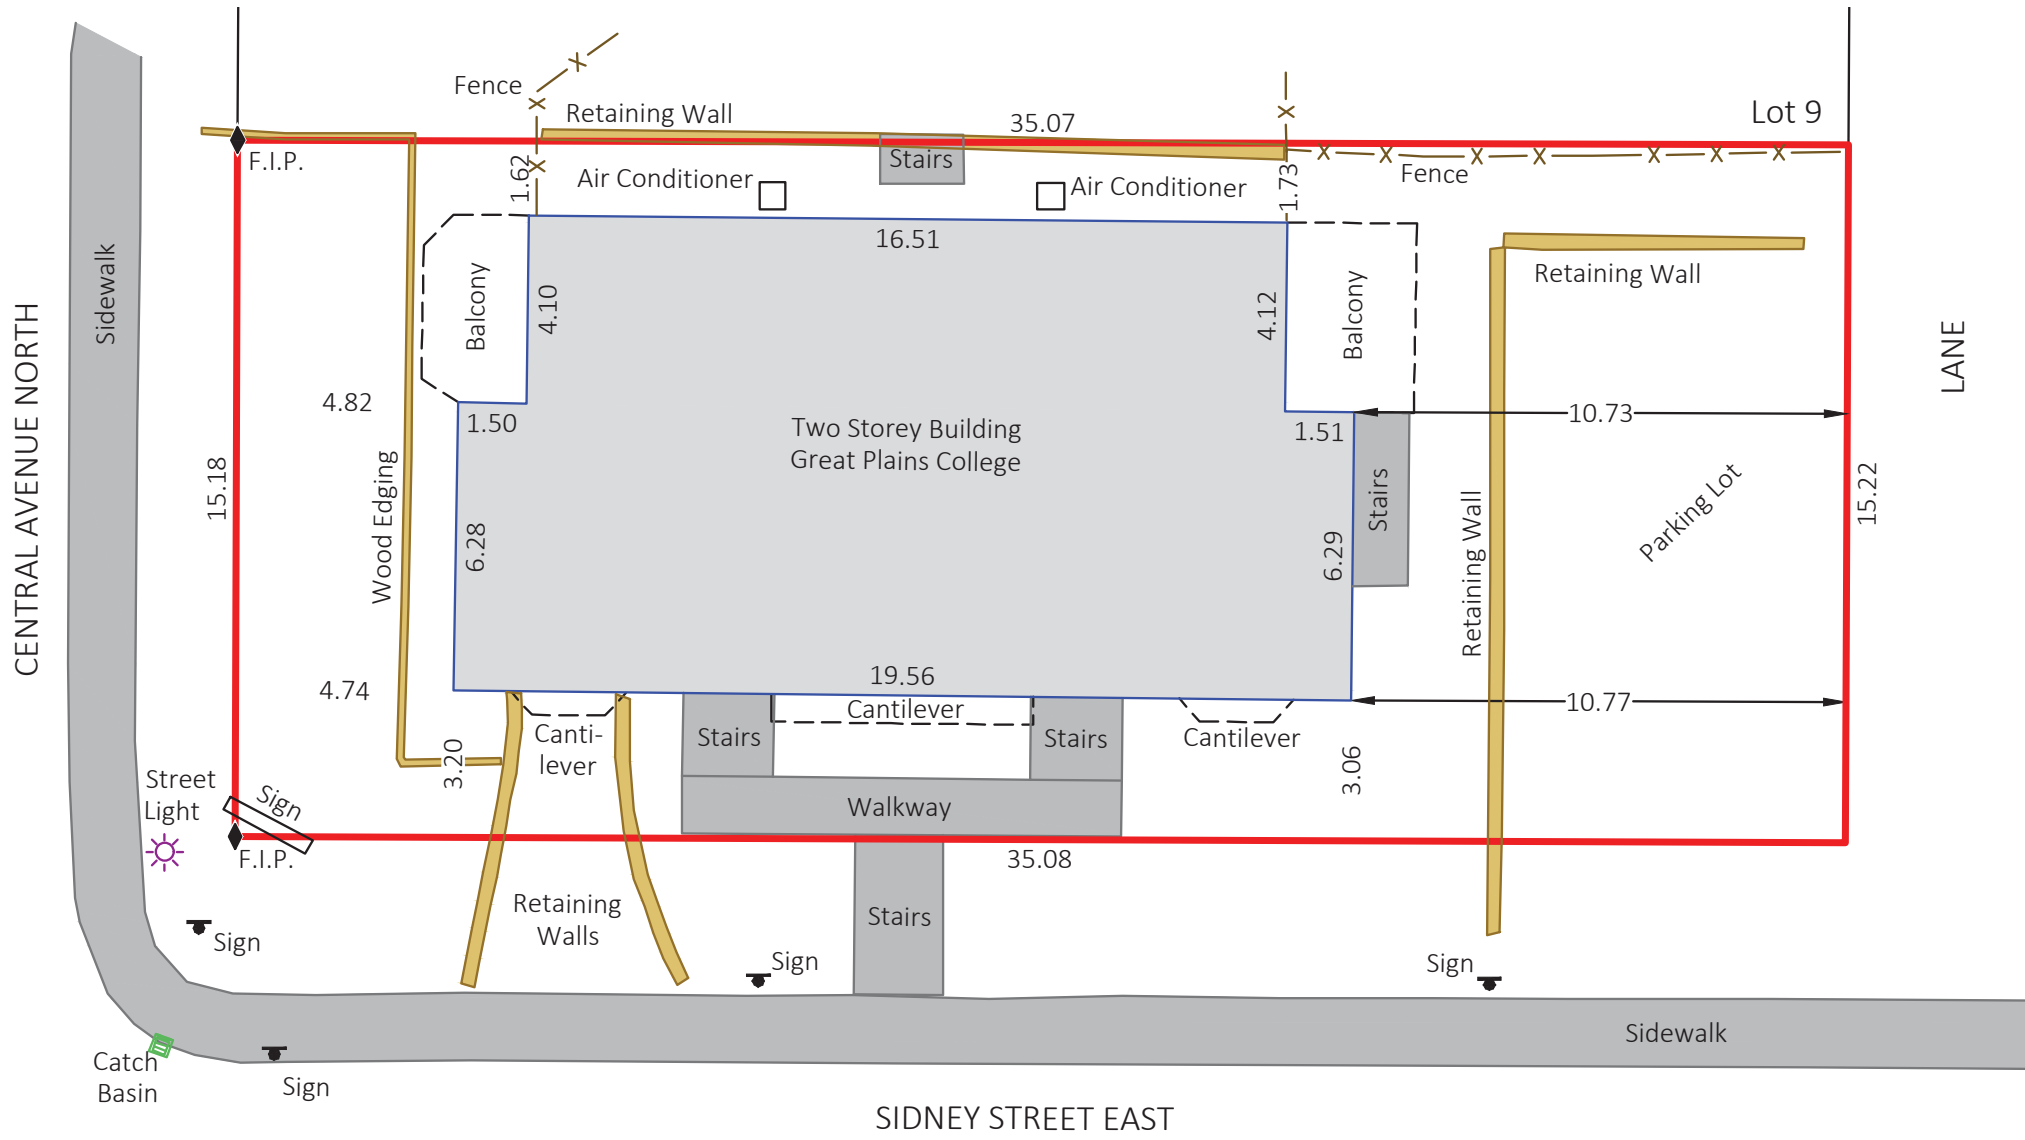 Lot 9
Fence
Retaining Wall
35.07
F.I.P.
1.62
Air Conditioner
Stairs
Air Conditioner
1.73
Fence
16.51
Sidewalk
Balcony
4.10
4.12
Balcony
Retaining Wall
LANE
CENTRAL AVENUE NORTH
4.82
1.50
Two Storey Building
Great Plains College
1.51
10.73
15.18
Wood Edging
6.28
6.29
Stairs
Retaining Wall
Parking Lot
15.22
4.74
19.56
Cantilever
10.77
3.20
Canti-
lever
Stairs
Stairs
Cantilever
3.06
Street
Light
Sign
Walkway
F.I.P.
35.08
Retaining
Walls
Stairs
Sign
Sign
Sign
Sidewalk
Catch
Basin
Sign
SIDNEY STREET EAST